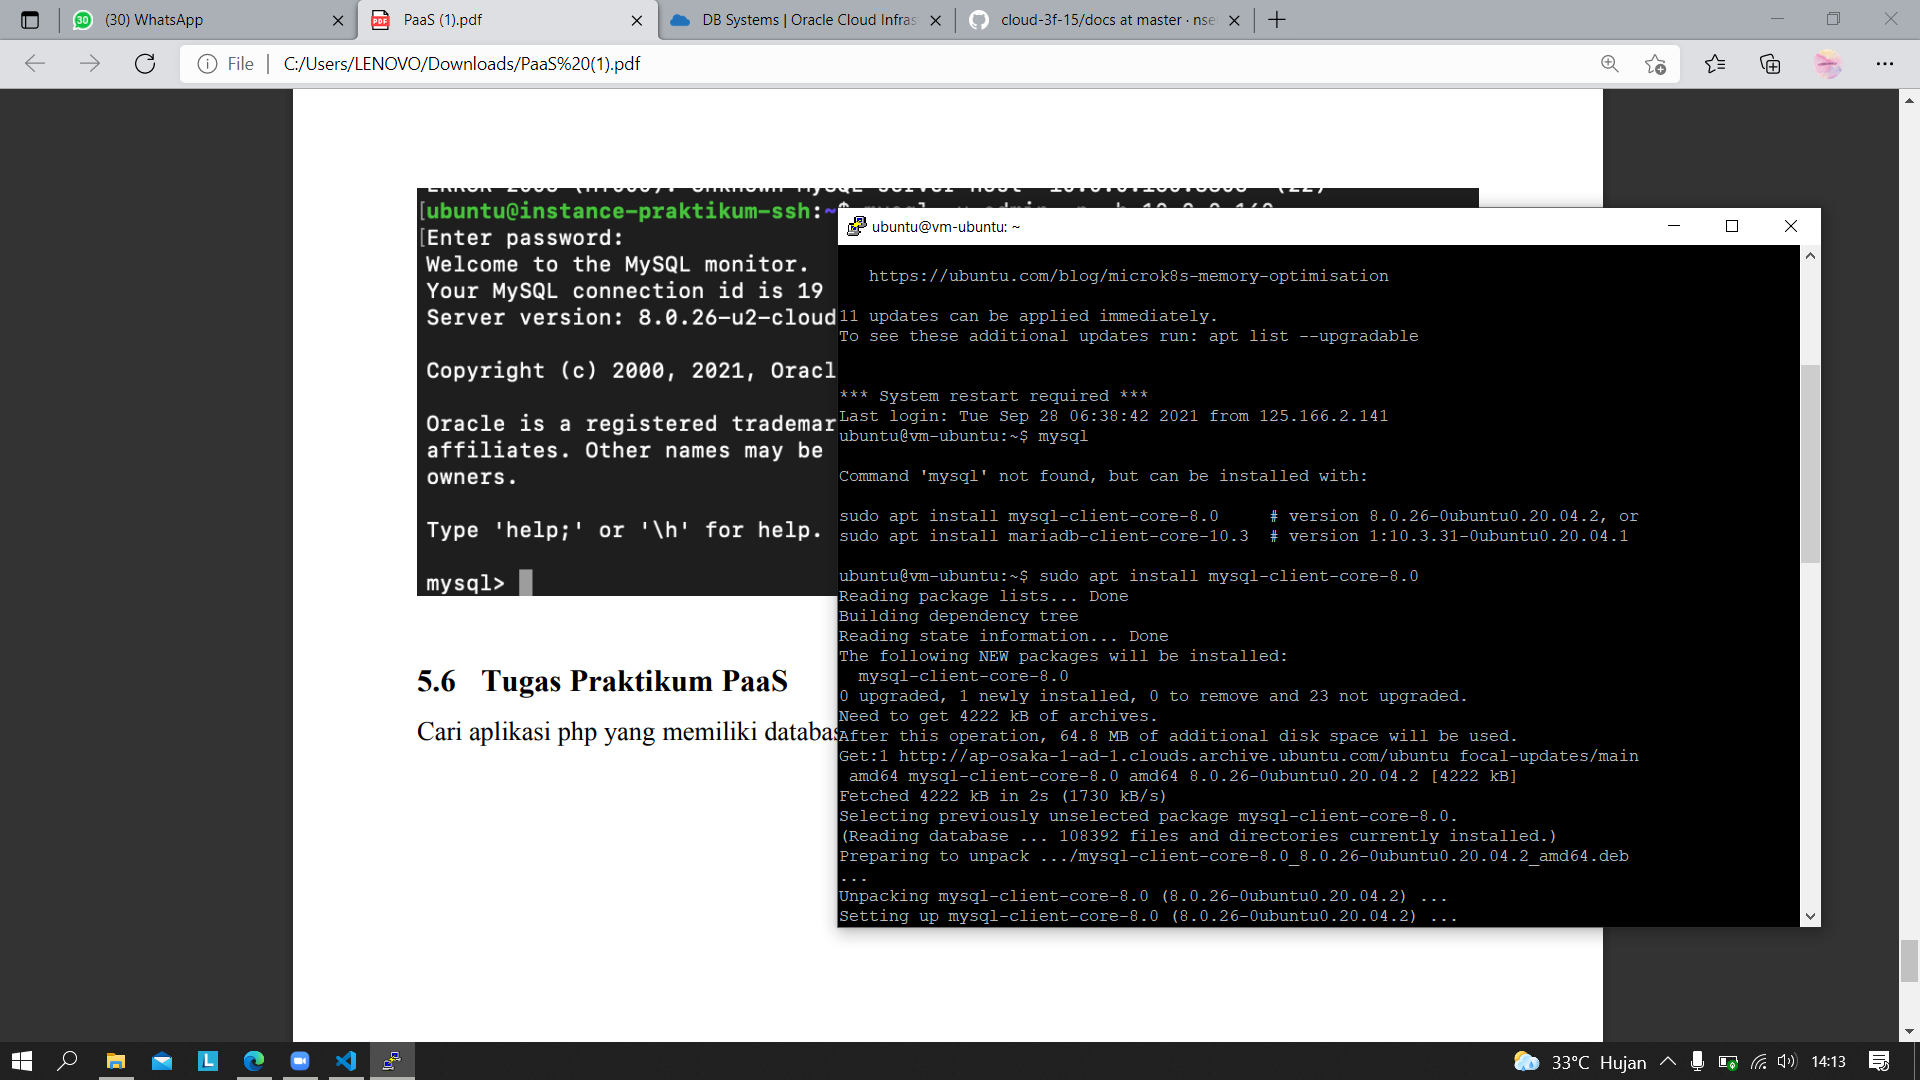 (30) WhatsApp
PaaS (1).pdf
DB Systems | Oracle Cloud Infras
cloud-3f-15/docs at master · nse
File
C:/Users/LENOVO/Downloads/PaaS%20(1).pdf
[ubuntu@instance-praktikum-ssh:~$
[Enter password:
Welcome to the MySQL monitor.
Your MySQL connection id is 19
Server version: 8.0.26-u2-cloud
Copyright (c) 2000, 2021, Oracl
Oracle is a registered trademar
affiliates. Other names may be
owners.
Type 'help;' or '\h' for help.
mysql>
5.6 Tugas Praktikum PaaS
Cari aplikasi php yang memiliki databas
ubuntu@vm-ubuntu: ~
https://ubuntu.com/blog/microk8s-memory-optimisation
11 updates can be applied immediately.
To see these additional updates run: apt list --upgradable
*** System restart required ***
Last login: Tue Sep 28 06:38:42 2021 from 125.166.2.141
ubuntu@vm-ubuntu:~$ mysql
Command 'mysql' not found, but can be installed with:
sudo apt install mysql-client-core-8.0     # version 8.0.26-0ubuntu0.20.04.2, or
sudo apt install mariadb-client-core-10.3  # version 1:10.3.31-0ubuntu0.20.04.1
ubuntu@vm-ubuntu:~$ sudo apt install mysql-client-core-8.0
Reading package lists... Done
Building dependency tree
Reading state information... Done
The following NEW packages will be installed:
mysql-client-core-8.0
0 upgraded, 1 newly installed, 0 to remove and 23 not upgraded.
Need to get 4222 kB of archives.
After this operation, 64.8 MB of additional disk space will be used.
Get:1 http://ap-osaka-1-ad-1.clouds.archive.ubuntu.com/ubuntu focal-updates/main
amd64 mysql-client-core-8.0 amd64 8.0.26-0ubuntu0.20.04.2 [4222 kB]
Fetched 4222 kB in 2s (1730 kB/s)
Selecting previously unselected package mysql-client-core-8.0.
(Reading database ... 108392 files and directories currently installed.)
Preparing to unpack .../mysql-client-core-8.0_8.0.26-0ubuntu0.20.04.2_amd64.deb
...
Unpacking mysql-client-core-8.0 (8.0.26-0ubuntu0.20.04.2) ...
Setting up mysql-client-core-8.0 (8.0.26-0ubuntu0.20.04.2) ...
33°C Hujan
14:13